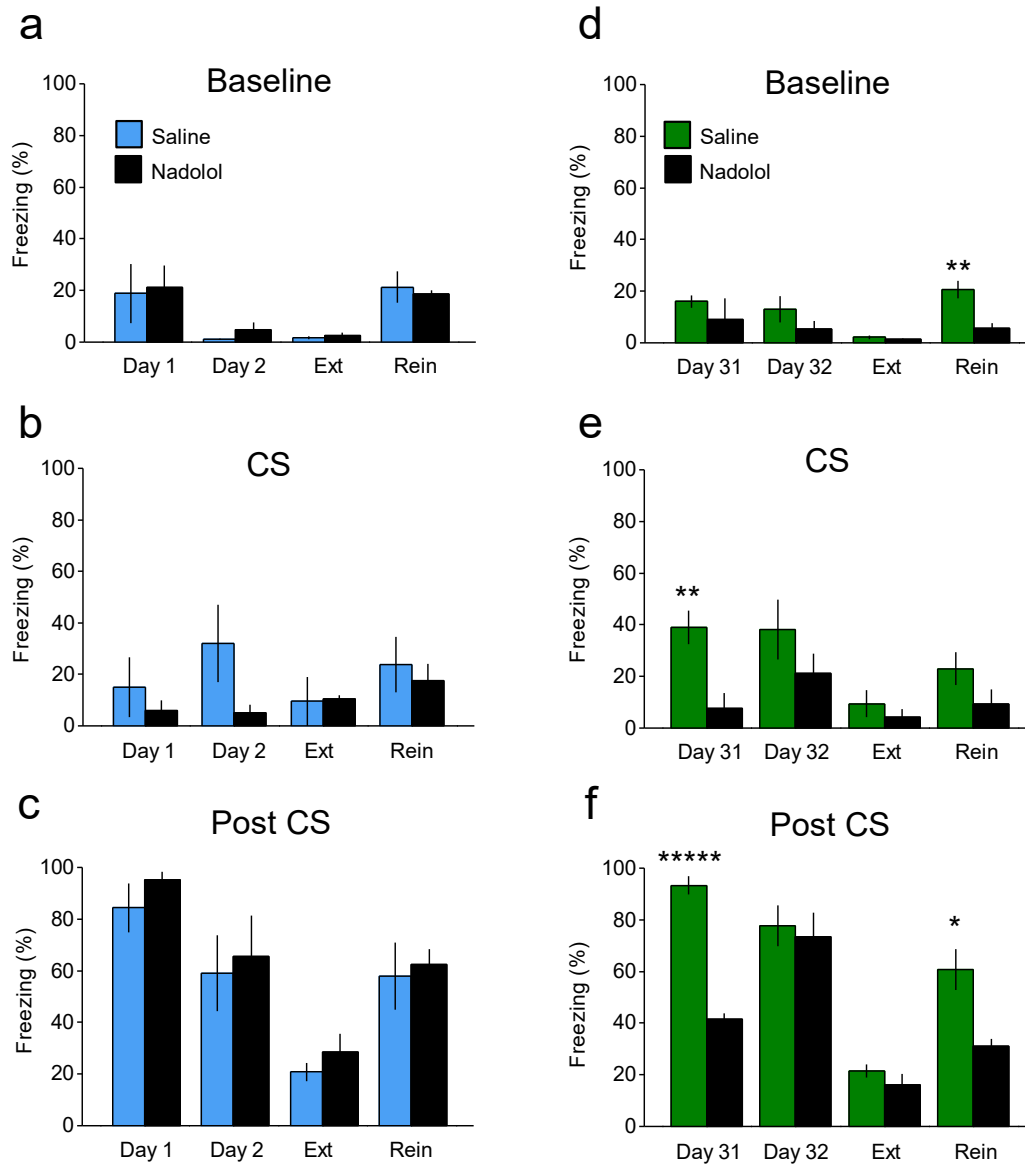 a
Baseline
100
80
60
40
20
0
Freezing (%)
Saline
Nadolol
Day 1 Day 2 Ext Rein
d
Baseline
100
80
60
40
20
0
Freezing (%)
Saline
Nadolol
**
Day 31 Day 32 Ext Rein
b
CS
100
80
60
40
20
0
Freezing (%)
Day 1 Day 2 Ext Rein
e
CS
100
80
60
40
20
0
Freezing (%)
**
Day 31 Day 32 Ext Rein
c
Post CS
100
80
60
40
20
0
Freezing (%)
Day 1 Day 2 Ext Rein
f
Post CS
*****
100
80
60
40
20
0
Freezing (%)
*
Day 31 Day 32 Ext Rein